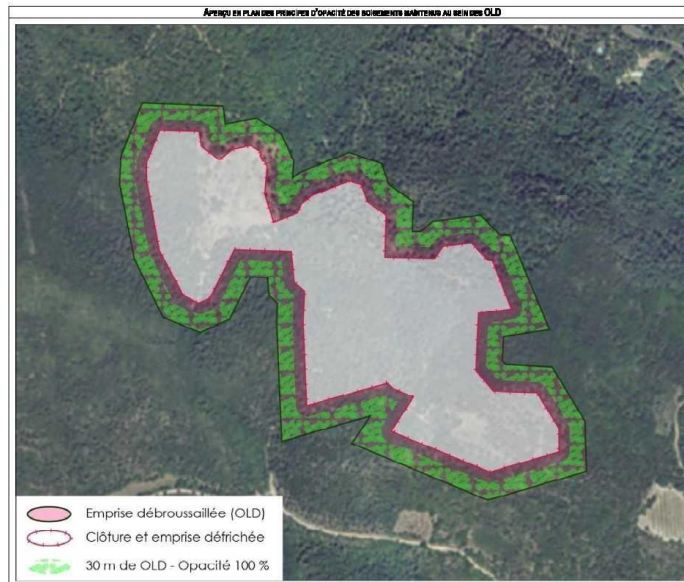 APERÇU EN PLAN DES PRINCIPES D'OPACITÉ DES BOISEMENTS MAINTENUS AU SEIN DES OLD
Emprise débroussaillée (OLD)
Clôture et emprise défrichée
30 m de OLD - Opacité 100 %